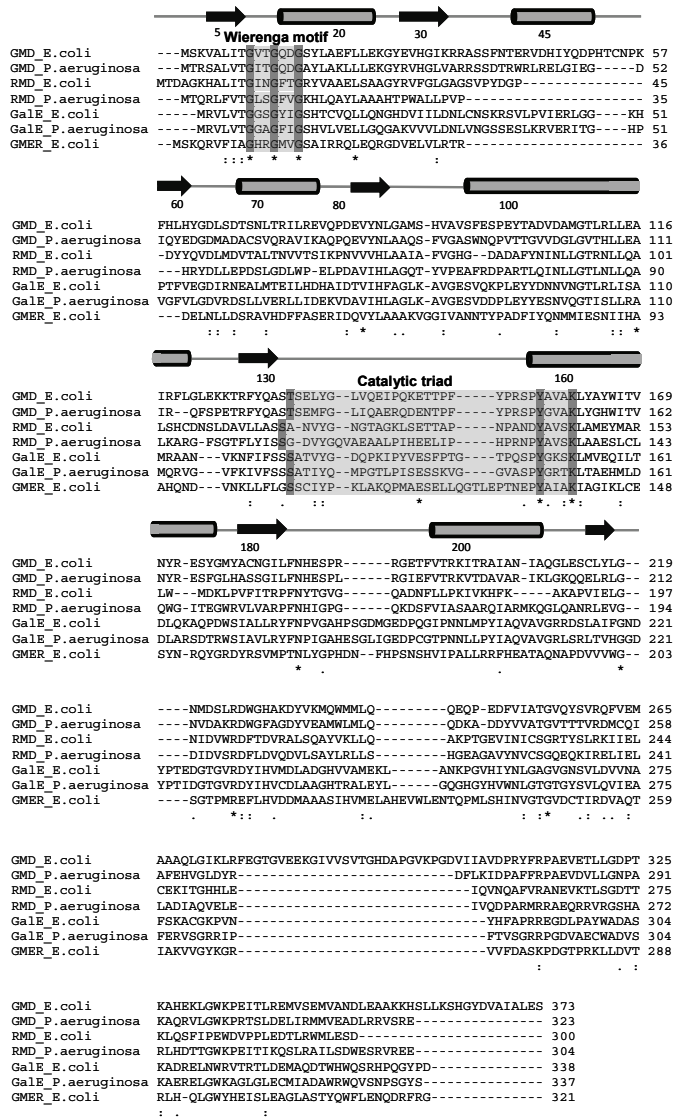 5 20 30 45
Wierenga motif
GMD_E.coli ---MSKVALITGVTGQDGSYLAEFLLEKGYEVHGIKRRASSFNTERVDHIYQDPHTCNPK 57
GMD_P.aeruginosa ---MTRSALVTGITGQDGAYLAKLLLEKGYRVHGLVARRSSDTRWRLRELGIEG-----D 52
RMD_E.coli MTDAGKHALITGINGFTGRYVAAELSAAGYRVFGLGAGSVPYDGP--------------- 45
RMD_P.aeruginosa ---MTQRLFVTGLSGFVGKHLQAYLAAAHTPWALLPVP---------------------- 35
GalE_E.coli -----MRVLVTGGSGYIGSHTCVQLLQNGHDVIILDNLCNSKRSVLPVIERLGG----KH 51
GalE_P.aeruginosa -----MRVLVTGGAGFIGSHVLVELLQQGAKVVVLDNLVNGSSESLKRVERITG----HP 51
GMER_E.coli --MSKQRVFIAGHRGMVGSAIRRQLEQRGDVELVLRTR---------------------- 36
:::* * * * :
60 70 80 100
GMD_E.coli FHLHYGDLSDTSNLTRILREVQPDEVYNLGAMS-HVAVSFESPEYTADVDAMGTLRLLEA 116
GMD_P.aeruginosa IQYEDGDMADACSVQRAVIKAQPQEVYNLAAQS-FVGASWNQPVTTGVVDGLGVTHLLEA 111
RMD_E.coli -DYYQVDLMDVTALTNVVTSIKPNVVVHLAAIA-FVGHG--DADAFYNINLLGTRNLLQA 101
RMD_P.aeruginosa --HRYDLLEPDSLGDLWP-ELPDAVIHLAGQT-YVPEAFRDPARTLQINLLGTLNLLQA 90
GalE_E.coli PTFVEGDIRNEALMTEILHDHAIDTVIHFAGLK-AVGESVQKPLEYYDNNVNGTLRLISA 110
GalE_P.aeruginosa VGFVLGDVRDSLLVERLLIDEKVDAVIHLAGLK-AVGESVDDPLEYYESNVQGTISLLRA 110
GMER_E.coli ---DELNLLDSRAVHDFFASERIDQVYLAAAKVGGIVANNTYPADFIYQNMMIESNIIHA 93
: : : : * . . : : : *
130 160
Catalytic triad
GMD_E.coli IRFLGLEKKTRFYQASTSELYG--LVQEIPQKETTPF----YPRSPYAVAKLYAYWITV 169
GMD_P.aeruginosa IR--QFSPETRFYQASTSEMFG--LIQAERQDENTPF----YPRSPYGVAKLYGHWITV 162
RMD_E.coli LSHCDNSLDAVLLASSA-NVYG--NGTAGKLSETTAP----NPANDYAVSKLAMEYMAR 153
RMD_P.aeruginosa LKARG-FSGTFLYISSGDVYGQVAEAALPIHEELIP----HPRNPYAVSKLAAESLCL 143
GalE_E.coli MRAAN---VKNFIFSSSATVYG--DQPKIPYVESFPTG---TPQSPYGKSKLMVEQILT 161
GalE_P.aeruginosa MQRVG---VFKIVFSSSATIYQ--MPGTLPISESSKVG---GVASPYGRTKLTAEHMLD 161
GMER_E.coli AHQND---VNKLLFLGSSCIYP--KLAKQPMAESELLQGTLEPTNEPYAIAKIAGIKLCE 148
: : : * . * : * :
180 200
GMD_E.coli NYR-ESYGMYACNGILFNHESPR------RGETFVTRKITRAIAN-IAQGLESCLYLG-- 219
GMD_P.aeruginosa NYR-ESFGLHASSGILFNHESPL------RGIEFVTRKVTDAVAR-IKLGKQQELRLG-- 212
RMD_E.coli LW--MDKLPVFITRPFNYTGVG-------QADNFLLPKIVKHFK----AKAPVIELG-- 197
RMD_P.aeruginosa QWG-ITEGWRVLVARPFNHIGPG------QKDSFVIASAARQIARMKQGLQANRLEVG-- 194
GalE_E.coli DLQKAQPDWSIALLRYFNPVGAHPSGDMGEDPQGIPNNLMPYIAQVAVGRRDSLAIFGND 221
GalE_P.aeruginosa DLARSDTRWSIAVLRYFNPIGAHESGLIGEDPCGTPNNLLPYIAQVAVGRLSRLTVHGGD 221
GMER_E.coli SYN-RQYGRDYRSVMPTNLYGPHDN--FHPSNSHVIPALLRRFHEATAQNAPDVVVWG-- 203
* . . *
GMD_E.coli ----NMDSLRDWGHAKDYVKMQWMMLQ--------QEQP-EDFVIATGVQYSVRQFVEM 265
GMD_P.aeruginosa ----NVDAKRDWGFAGDYVEAMWLMLQ--------QDKA-DDYVVATGVTTTVRDMCQI 258
RMD_E.coli ----NIDVWRDFTDVRALSQAYVKLLQ--------AKPTGEVINICSGRTYSLRKIIEL 244
RMD_P.aeruginosa ----DIDVSRDFLDVQDVLSAYLRLLS--------HGEAGAVYNVCSGQEQKIRELIEL 241
GalE_E.coli YPTEDGTGVRDYIHVMDLADGHVVAMEKL------ANKPGVHIYNLGAGVGNSVLDVVNA 275
GalE_P.aeruginosa YPTIDGTGVRDYIHVCDLAAGHTRALEYL------GQGHGYHVWNLGTGTGYSVLQVIEA 275
GMER_E.coli ----SGTPMREFLHVDDMAAASIHVMELAHEVWLENTQPMLSHINVGTGVDCTIRDVAQT 259
. *: : : . : * . : . :
GMD_E.coli AAAQLGIKLRFEGTGVEEKGIVVSVTGHDAPGVKPGDVIIAVDPRYFRPAEVETLLGDPT 325
GMD_P.aeruginosa AFEHVGLDYR---------------------------DFLKIDPAFFRPAEVDVLLGNPA 291
RMD_E.coli CEKITGHHLE-----------------------------IQVNQAFVRANEVKTLSGDTT 275
RMD_P.aeruginosa LADIAQVELE-----------------------------IVQDPARMRRAEQRRVRGSHA 272
GalE_E.coli FSKACGKPVN-------------------------------YHFAPRREGDLPAYWADAS 304
GalE_P.aeruginosa FERVSGRRIP-------------------------------FTVSGRRPGDVAECWADVS 304
GMER_E.coli IAKVVGYKGR-------------------------------VVFDASKPDGTPRKLLDVT 288
: . :
GMD_E.coli KAHEKLGWKPEITLREMVSEMVANDLEAAKKHSLLKSHGYDVAIALES 373
GMD_P.aeruginosa KAQRVLGWKPRTSLDELIRMMVEADLRRVSRE---------------- 323
RMD_E.coli KLQSFIPEWDVPPLEDTLRWMLESD----------------------- 300
RMD_P.aeruginosa RLHDTTGWKPEITIKQSLRAILSDWESRVREE---------------- 304
GalE_E.coli KADRELNWRVTRTLDEMAQDTWHWQSRHPQGYPD-------------- 338
GalE_P.aeruginosa KAERELGWKAGLGLECMIADAWRWQVSNPSGYS--------------- 337
GMER_E.coli RLH-QLGWYHEISLEAGLASTYQWFLENQDRFRG-------------- 321
: . :